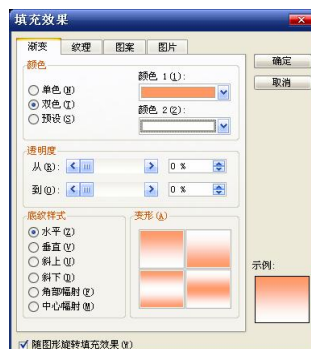 填充效果
渐变 纹理 图案 图片
确定
取消
颜色
单色(N)
双色(T)
预设(S)
颜色 1(1):
颜色 2(2):
透明度
从(R): 0 %
到(O): 0 %
底纹样式
水平(Z)
垂直(V)
斜上(U)
斜下(D)
角部幅射(F)
中心幅射(M)
变形(A)
示例:
随图形旋转填充效果(W)